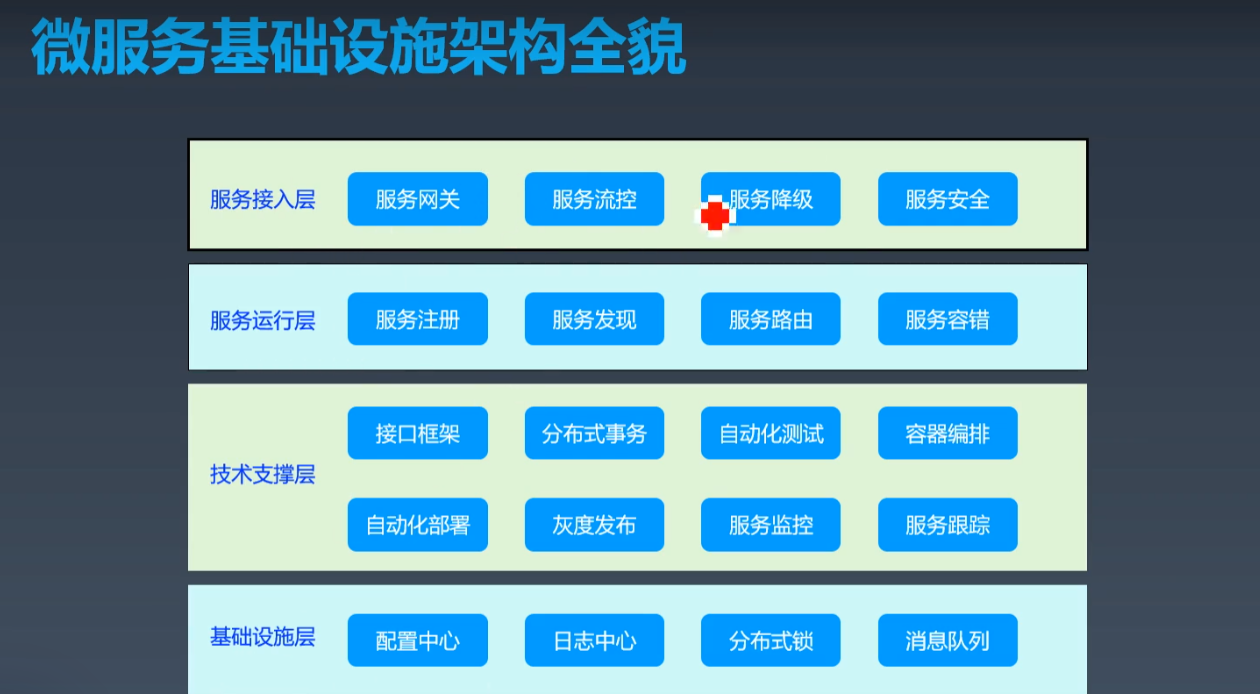 微服务基础设施架构全貌
服务接入层 服务网关 服务流控 服务降级 服务安全
服务运行层 服务注册 服务发现 服务路由 服务容错
技术支撑层
接口框架 分布式事务 自动化测试 容器编排
自动化部署 灰度发布 服务监控 服务跟踪
基础设施层 配置中心 日志中心 分布式锁 消息队列